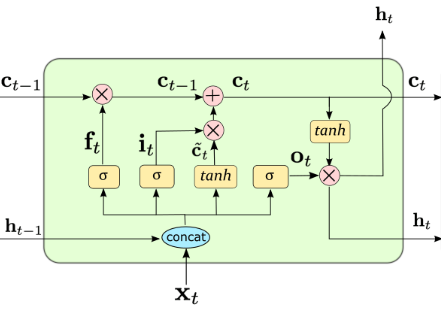 h_t
c_{t-1} × c_{t-1} + c_t c_t
f_t i_t × c̃_t tanh
σ σ tanh σ o_t ×
h_{t-1} concat h_t
x_t